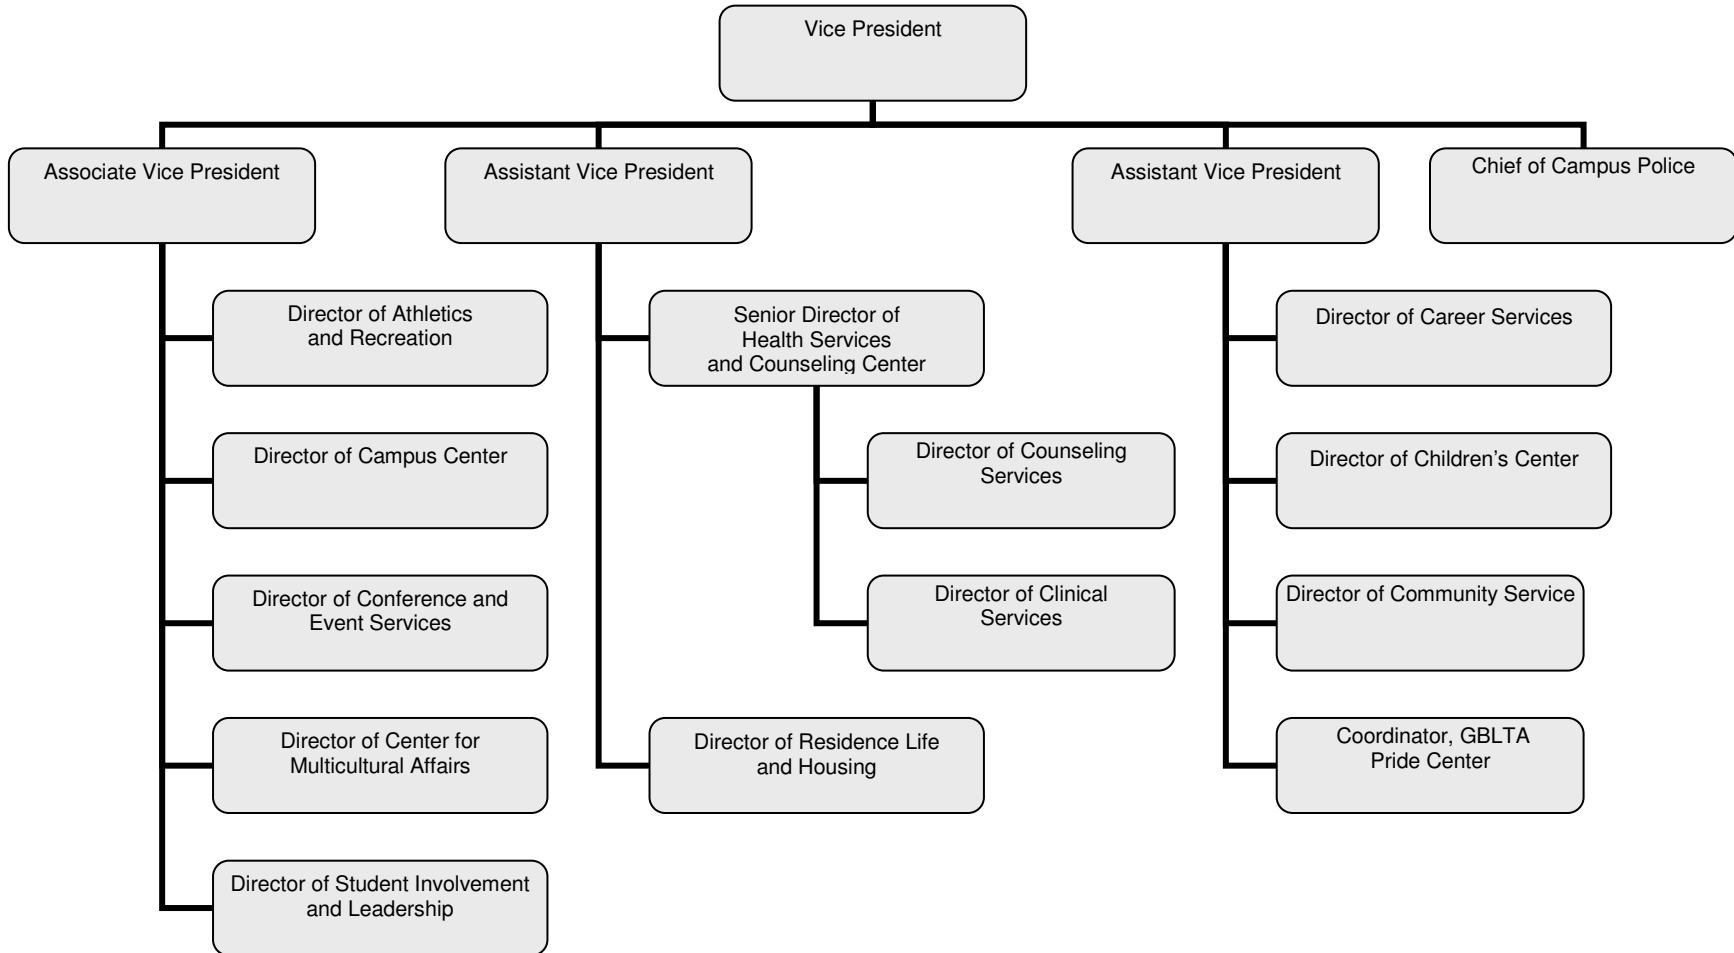 Vice President
Associate Vice President
Assistant Vice President
Assistant Vice President
Chief of Campus Police
Director of Athletics
and Recreation
Director of Campus Center
Director of Conference and
Event Services
Director of Center for
Multicultural Affairs
Director of Student Involvement
and Leadership
Senior Director of
Health Services
and Counseling Center
Director of Counseling
Services
Director of Clinical
Services
Director of Residence Life
and Housing
Director of Career Services
Director of Children’s Center
Director of Community Service
Coordinator, GBLTA
Pride Center